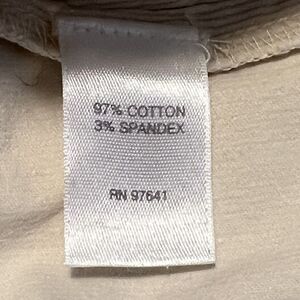 97% COTTON
3% SPANDEX
RN 97641